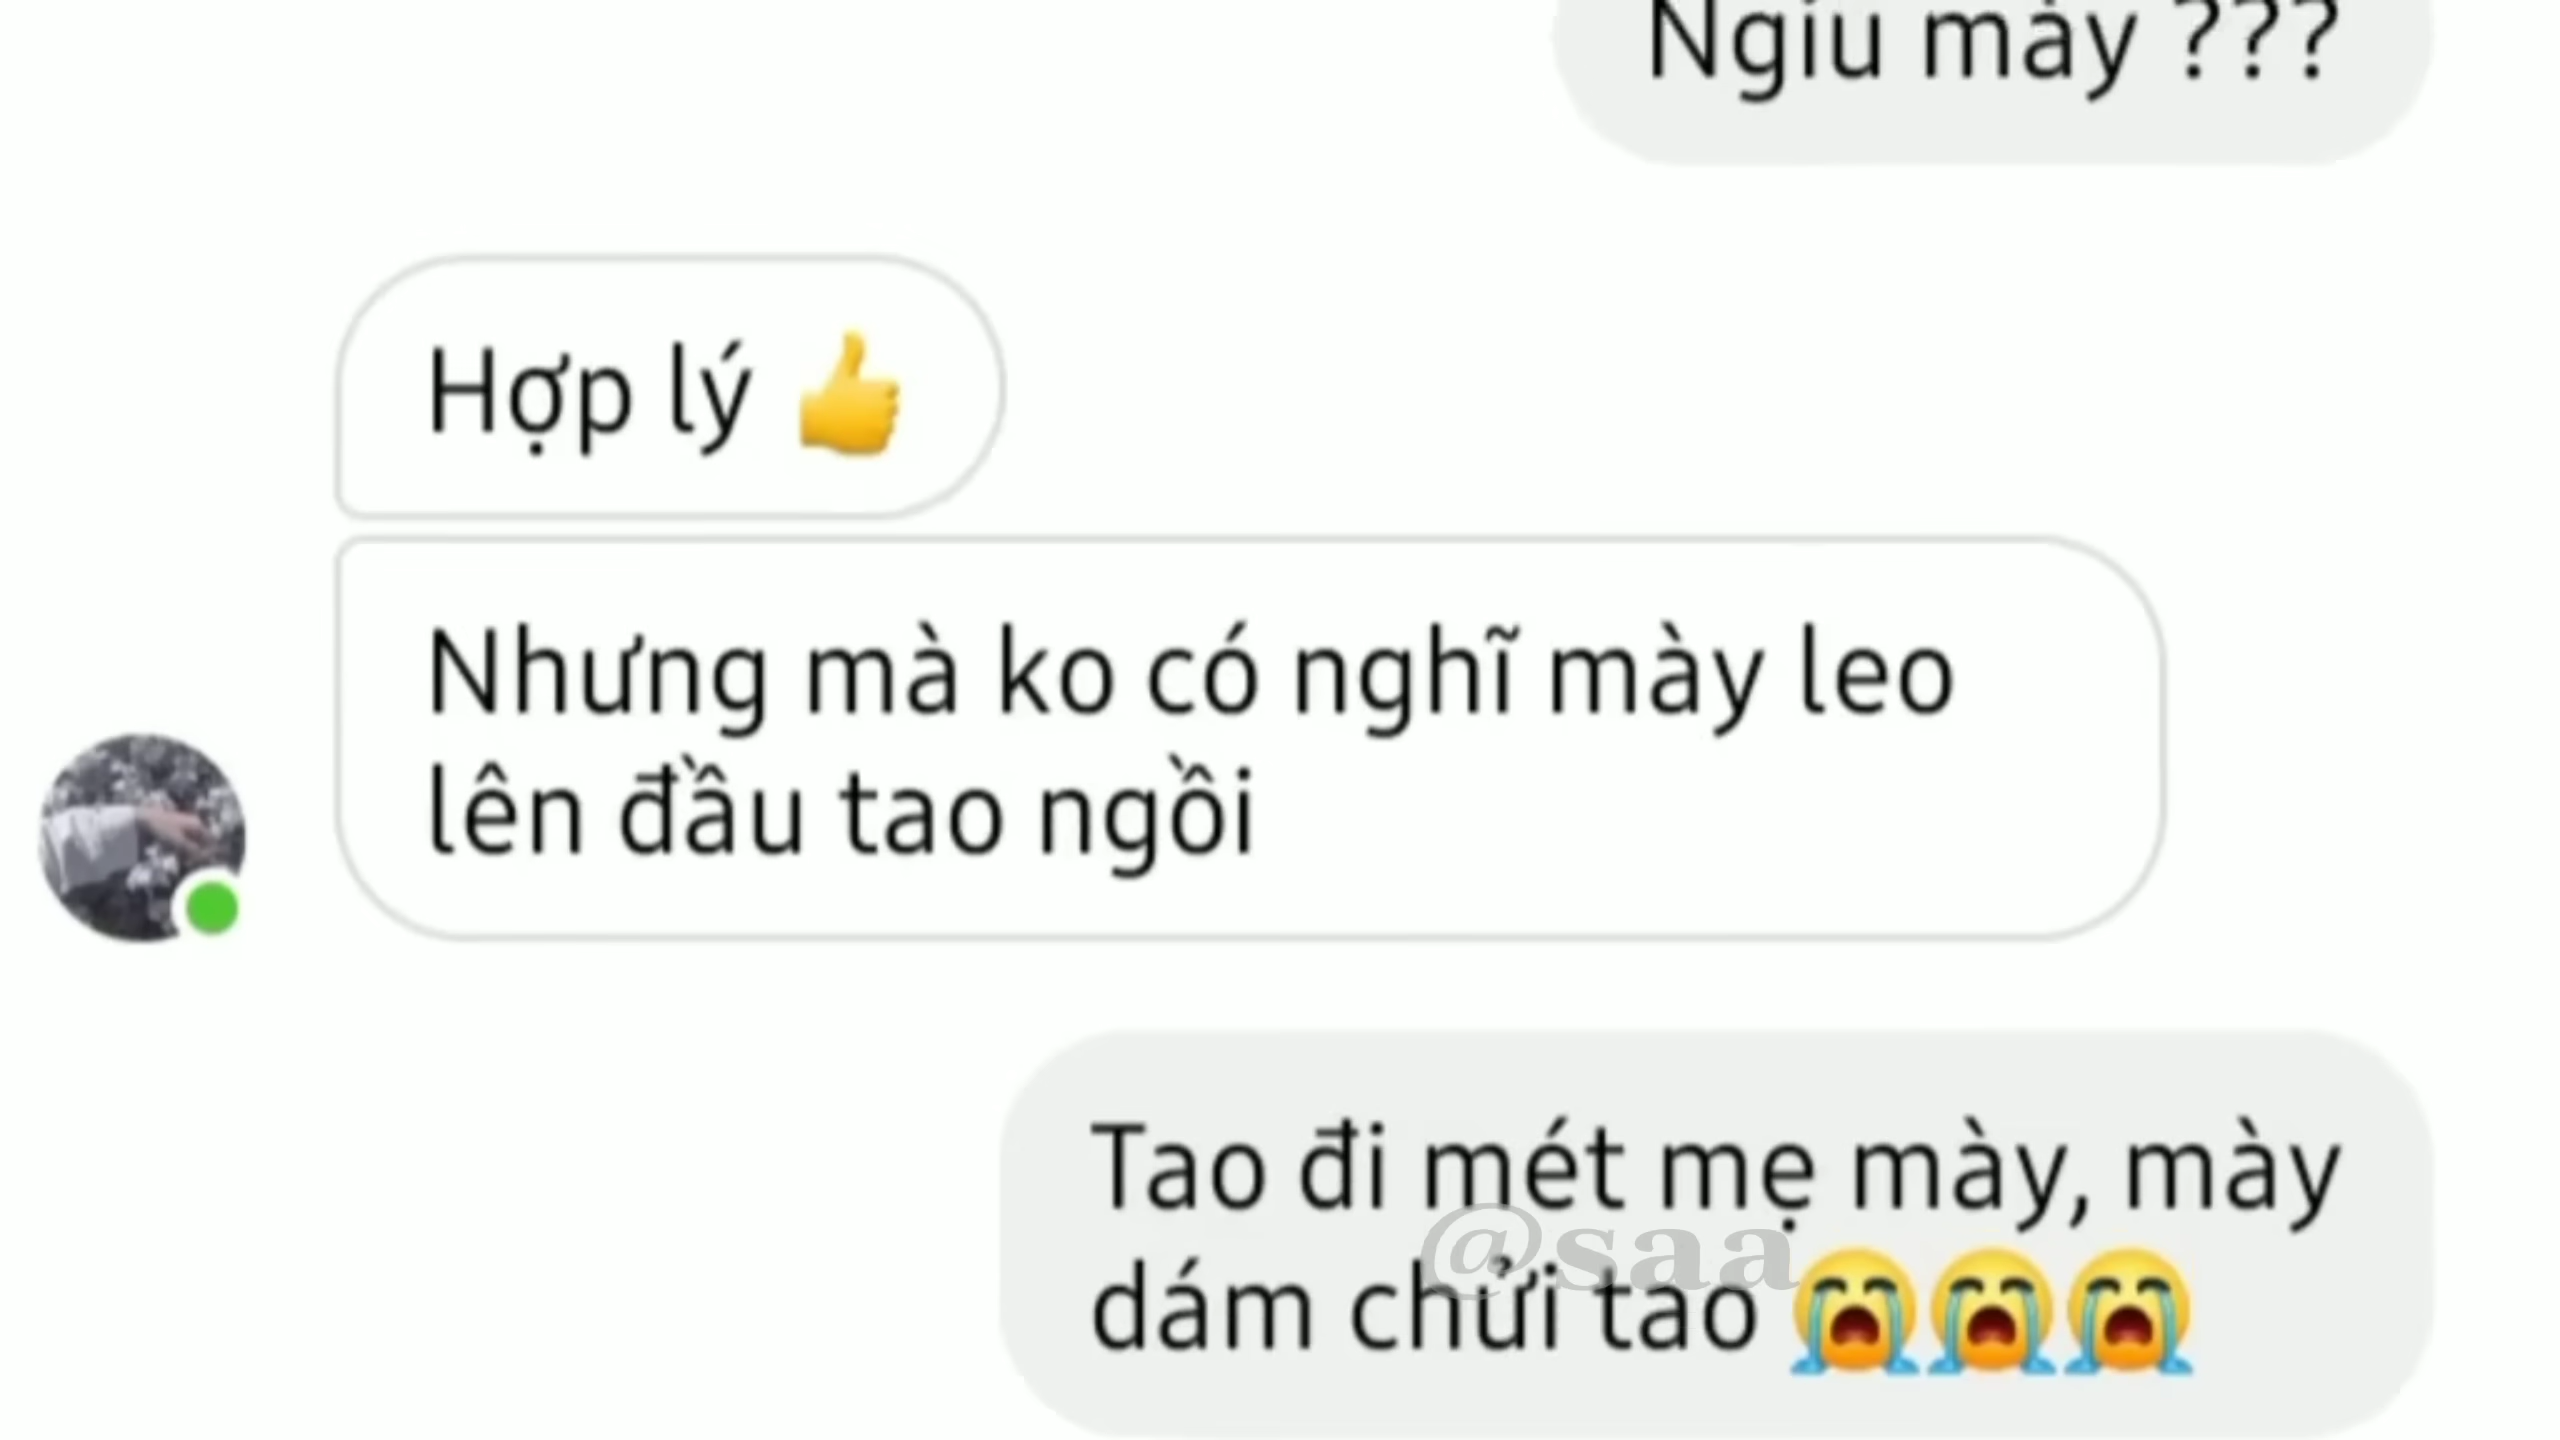 Ngiu mày ???
Hợp lý 👍
Nhưng mà ko có nghĩ mày leo
lên đầu tao ngồi
Tao đi mét mẹ mày, mày
@saa
dám chửi tao 😭😭😭